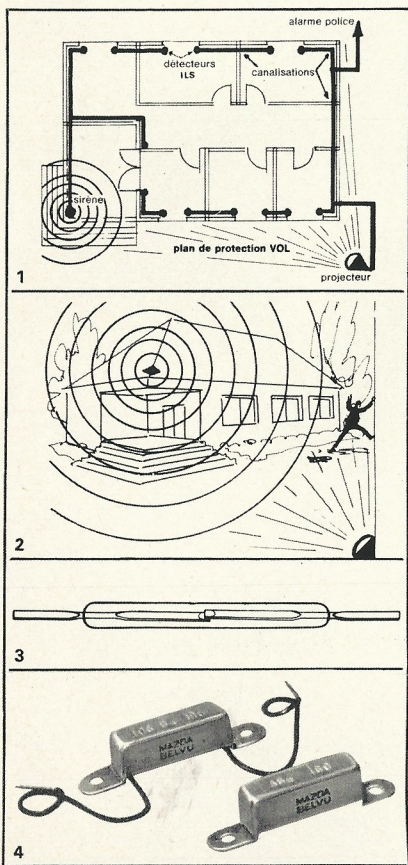 alarme police
détecteurs
ILS
canalisations
sirène
plan de protection VOL
projecteur
1
2
3
MAZDA
BELVU
MAZDA
BELVU
4